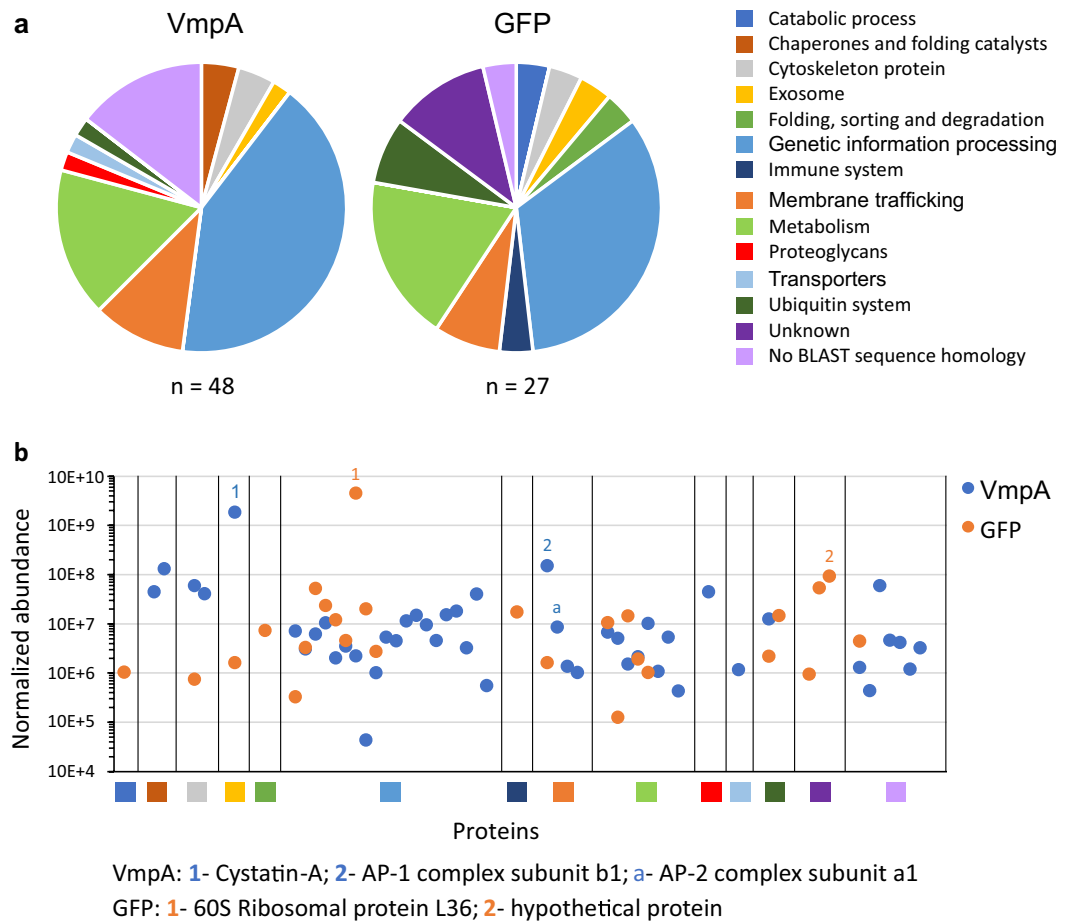 a
VmpA
GFP
n = 48
n = 27
Catabolic process
Chaperones and folding catalysts
Cytoskeleton protein
Exosome
Folding, sorting and degradation
Genetic information processing
Immune system
Membrane trafficking
Metabolism
Proteoglycans
Transporters
Ubiquitin system
Unknown
No BLAST sequence homology
b
Normalized abundance
10E+10
10E+9
10E+8
10E+7
10E+6
10E+5
10E+4
1
1
2
a
2
VmpA
GFP
Proteins
VmpA: 1- Cystatin-A; 2- AP-1 complex subunit b1; a- AP-2 complex subunit a1
GFP: 1- 60S Ribosomal protein L36; 2- hypothetical protein